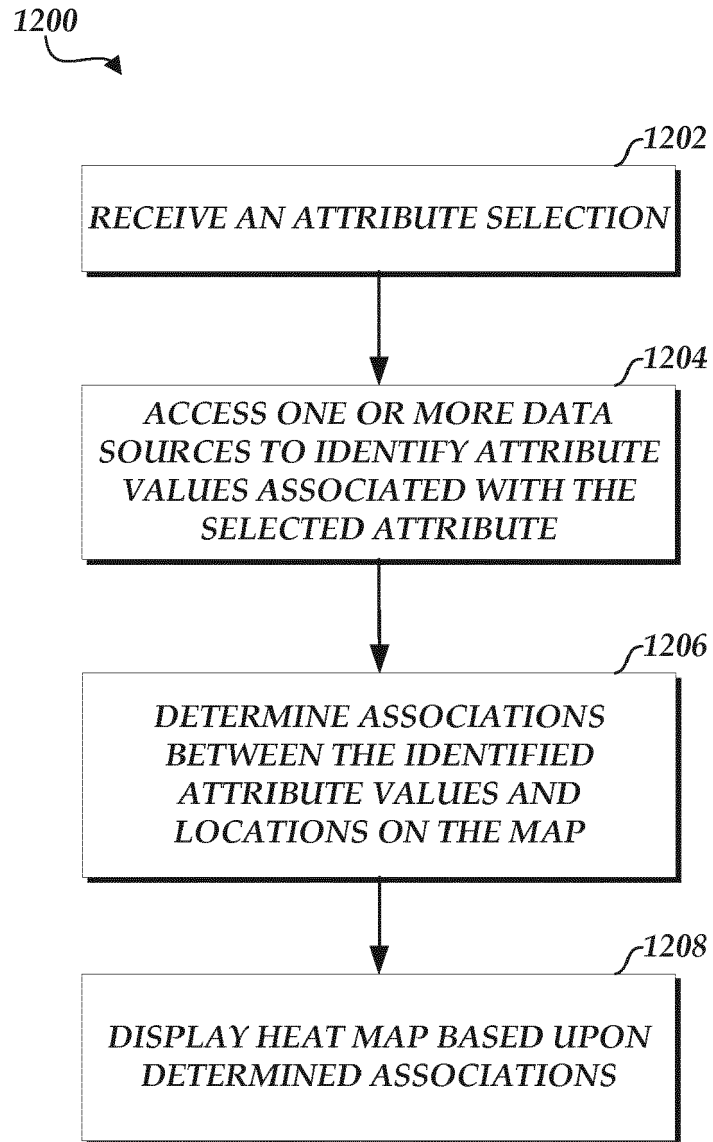 1200
1202
RECEIVE AN ATTRIBUTE SELECTION
1204
ACCESS ONE OR MORE DATA
SOURCES TO IDENTIFY ATTRIBUTE
VALUES ASSOCIATED WITH THE
SELECTED ATTRIBUTE
1206
DETERMINE ASSOCIATIONS
BETWEEN THE IDENTIFIED
ATTRIBUTE VALUES AND
LOCATIONS ON THE MAP
1208
DISPLAY HEAT MAP BASED UPON
DETERMINED ASSOCIATIONS